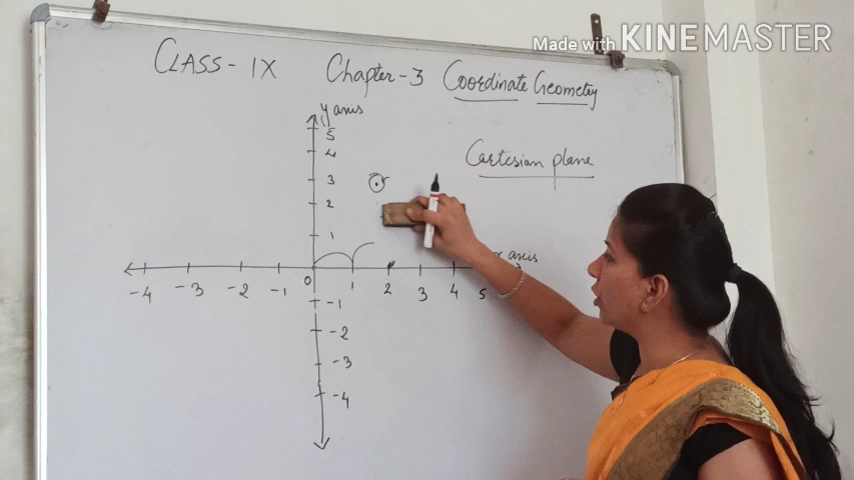 Made with KINEMASTER
CLASS - IX Chapter-3 Coordinate Geometry
y axis
Cartesian plane
5
4
3
2
1
x axis
-4 -3 -2 -1 0 1 2 3 4 5
-1
-2
-3
-4